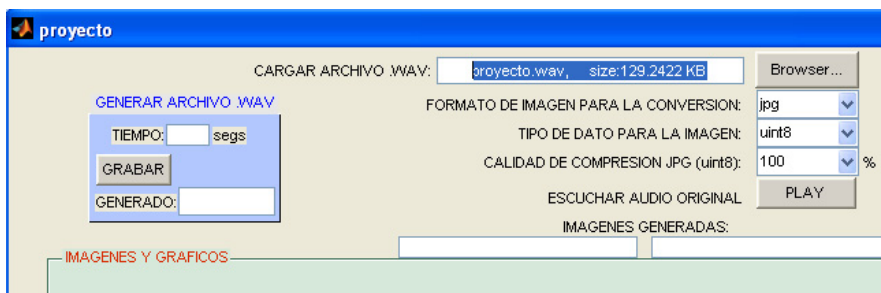 proyecto
CARGAR ARCHIVO .WAV: proyecto.wav, size:129.2422 KB Browser...
GENERAR ARCHIVO .WAV
FORMATO DE IMAGEN PARA LA CONVERSION: jpg
TIEMPO: segs
TIPO DE DATO PARA LA IMAGEN: uint8
GRABAR
CALIDAD DE COMPRESION JPG (uint8): 100 %
GENERADO:
ESCUCHAR AUDIO ORIGINAL PLAY
IMAGENES GENERADAS:
IMAGENES Y GRAFICOS